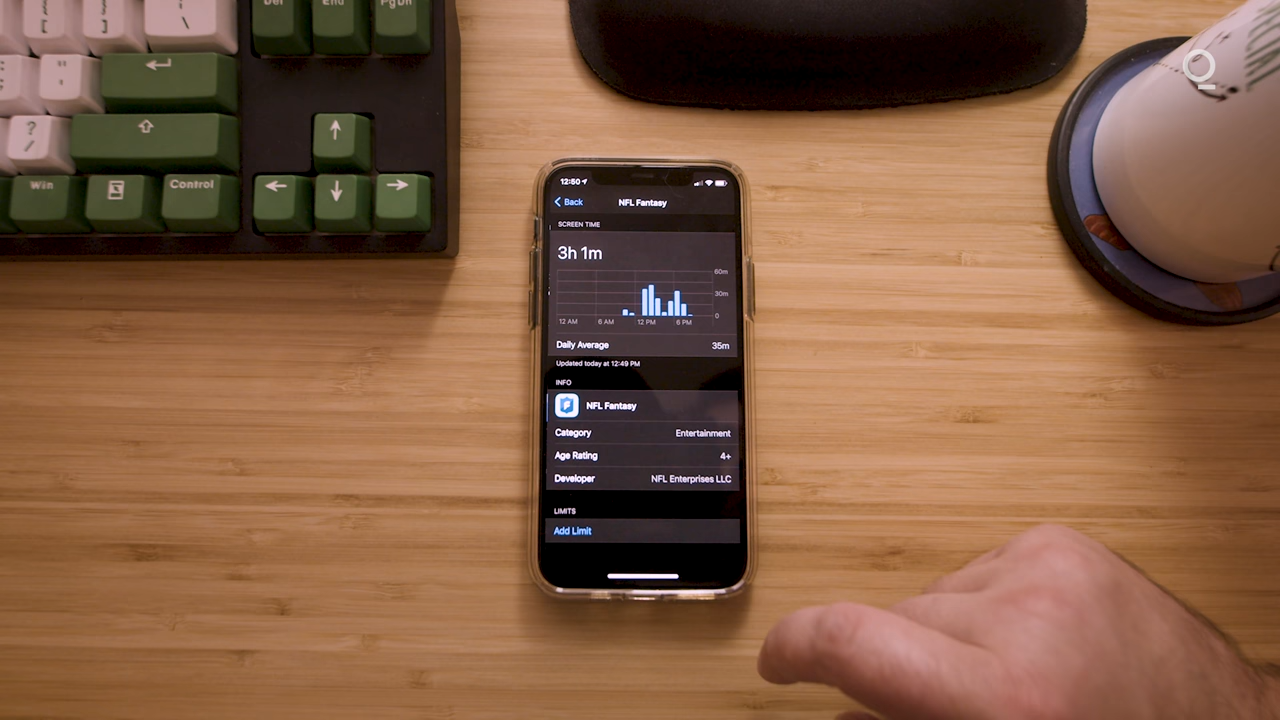 Del
End
PgDn
Win
Control
12:50
Back
NFL Fantasy
SCREEN TIME
3h 1m
60m
30m
0
12 AM
6 AM
12 PM
6 PM
Daily Average
35m
Updated today at 12:49 PM
INFO
NFL Fantasy
Category
Entertainment
Age Rating
4+
Developer
NFL Enterprises LLC
LIMITS
Add Limit